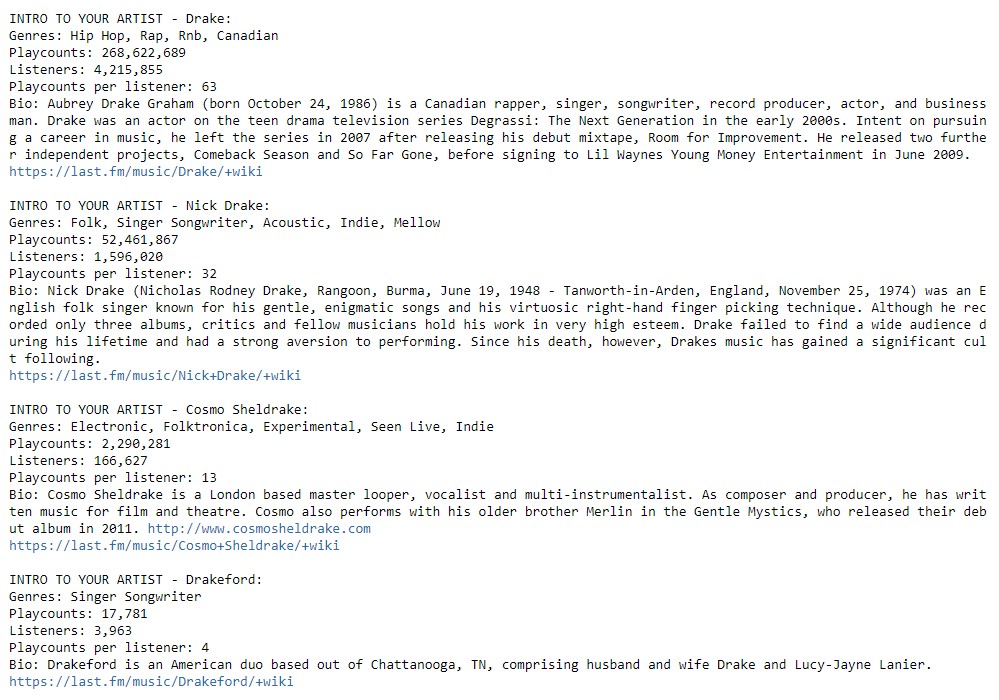 INTRO TO YOUR ARTIST - Drake:
Genres: Hip Hop, Rap, Rnb, Canadian
Playcounts: 268,622,689
Listeners: 4,215,855
Playcounts per listener: 63
Bio: Aubrey Drake Graham (born October 24, 1986) is a Canadian rapper, singer, songwriter, record producer, actor, and business
man. Drake was an actor on the teen drama television series Degrassi: The Next Generation in the early 2000s. Intent on pursuin
g a career in music, he left the series in 2007 after releasing his debut mixtape, Room for Improvement. He released two furthe
r independent projects, Comeback Season and So Far Gone, before signing to Lil Waynes Young Money Entertainment in June 2009.
https://last.fm/music/Drake/+wiki
INTRO TO YOUR ARTIST - Nick Drake:
Genres: Folk, Singer Songwriter, Acoustic, Indie, Mellow
Playcounts: 52,461,867
Listeners: 1,596,020
Playcounts per listener: 32
Bio: Nick Drake (Nicholas Rodney Drake, Rangoon, Burma, June 19, 1948 - Tanworth-in-Arden, England, November 25, 1974) was an E
nglish folk singer known for his gentle, enigmatic songs and his virtuosic right-hand finger picking technique. Although he rec
orded only three albums, critics and fellow musicians hold his work in very high esteem. Drake failed to find a wide audience d
uring his lifetime and had a strong aversion to performing. Since his death, however, Drakes music has gained a significant cul
t following.
https://last.fm/music/Nick+Drake/+wiki
INTRO TO YOUR ARTIST - Cosmo Sheldrake:
Genres: Electronic, Folktronica, Experimental, Seen Live, Indie
Playcounts: 2,290,281
Listeners: 166,627
Playcounts per listener: 13
Bio: Cosmo Sheldrake is a London based master looper, vocalist and multi-instrumentalist. As composer and producer, he has writ
ten music for film and theatre. Cosmo also performs with his older brother Merlin in the Gentle Mystics, who released their deb
ut album in 2011. http://www.cosmosheldrake.com
https://last.fm/music/Cosmo+Sheldrake/+wiki
INTRO TO YOUR ARTIST - Drakeford:
Genres: Singer Songwriter
Playcounts: 17,781
Listeners: 3,963
Playcounts per listener: 4
Bio: Drakeford is an American duo based out of Chattanooga, TN, comprising husband and wife Drake and Lucy-Jayne Lanier.
https://last.fm/music/Drakeford/+wiki